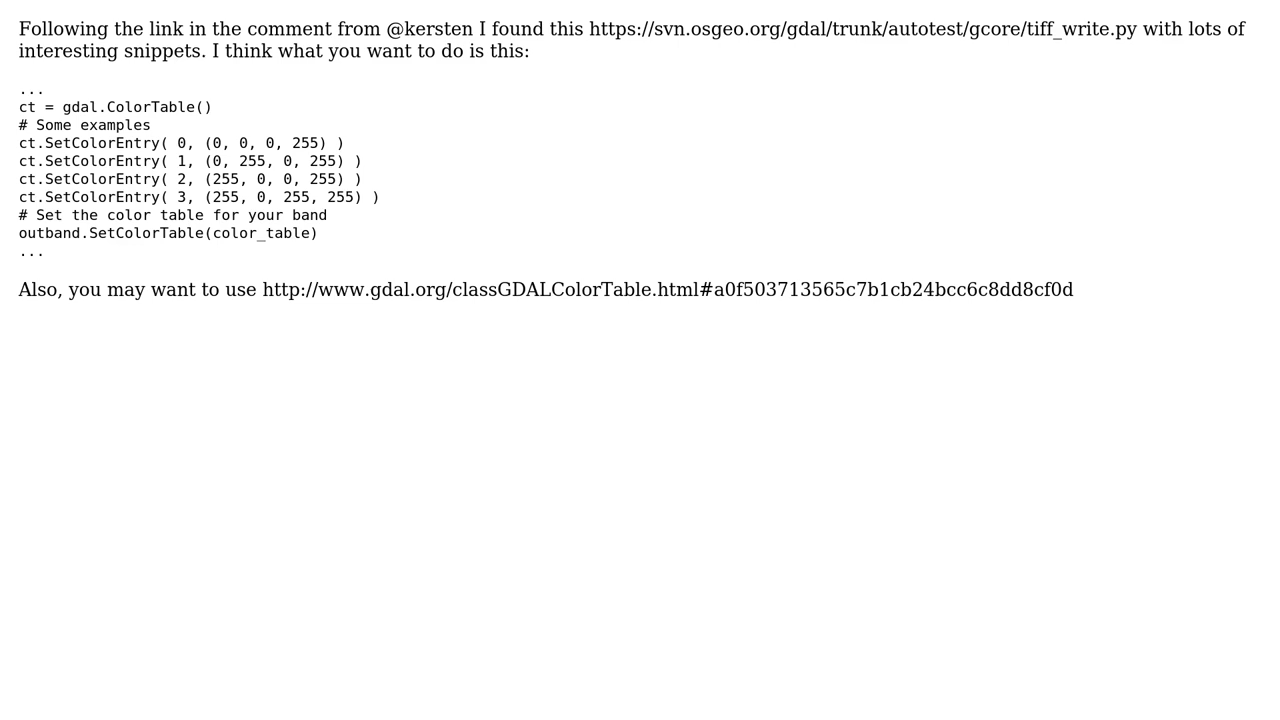 Following the link in the comment from @kersten I found this https://svn.osgeo.org/gdal/trunk/autotest/gcore/tiff_write.py with lots of
interesting snippets. I think what you want to do is this:
...
ct = gdal.ColorTable()
# Some examples
ct.SetColorEntry( 0, (0, 0, 0, 255) )
ct.SetColorEntry( 1, (0, 255, 0, 255) )
ct.SetColorEntry( 2, (255, 0, 0, 255) )
ct.SetColorEntry( 3, (255, 0, 255, 255) )
# Set the color table for your band
outband.SetColorTable(color_table)
...
Also, you may want to use http://www.gdal.org/classGDALColorTable.html#a0f503713565c7b1cb24bcc6c8dd8cf0d